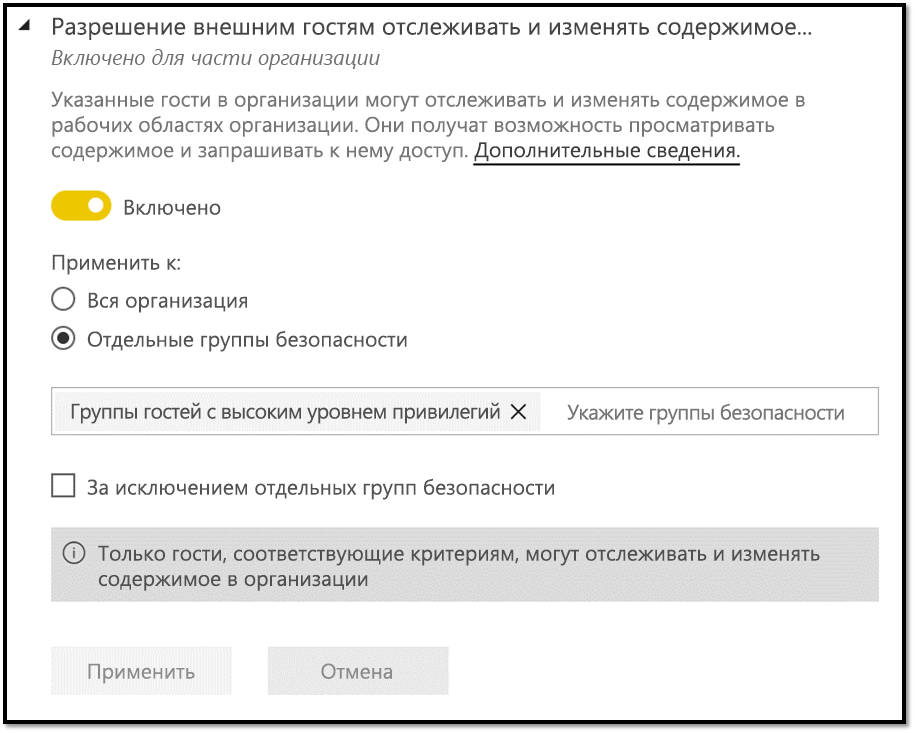 Разрешение внешним гостям отслеживать и изменять содержимое...
Включено для части организации
Указанные гости в организации могут отслеживать и изменять содержимое в
рабочих областях организации. Они получат возможность просматривать
содержимое и запрашивать к нему доступ. Дополнительные сведения.
Включено
Применить к:
Вся организация
Отдельные группы безопасности
Группы гостей с высоким уровнем привилегий Укажите группы безопасности
За исключением отдельных групп безопасности
Только гости, соответствующие критериям, могут отслеживать и изменять
содержимое в организации
Применить Отмена